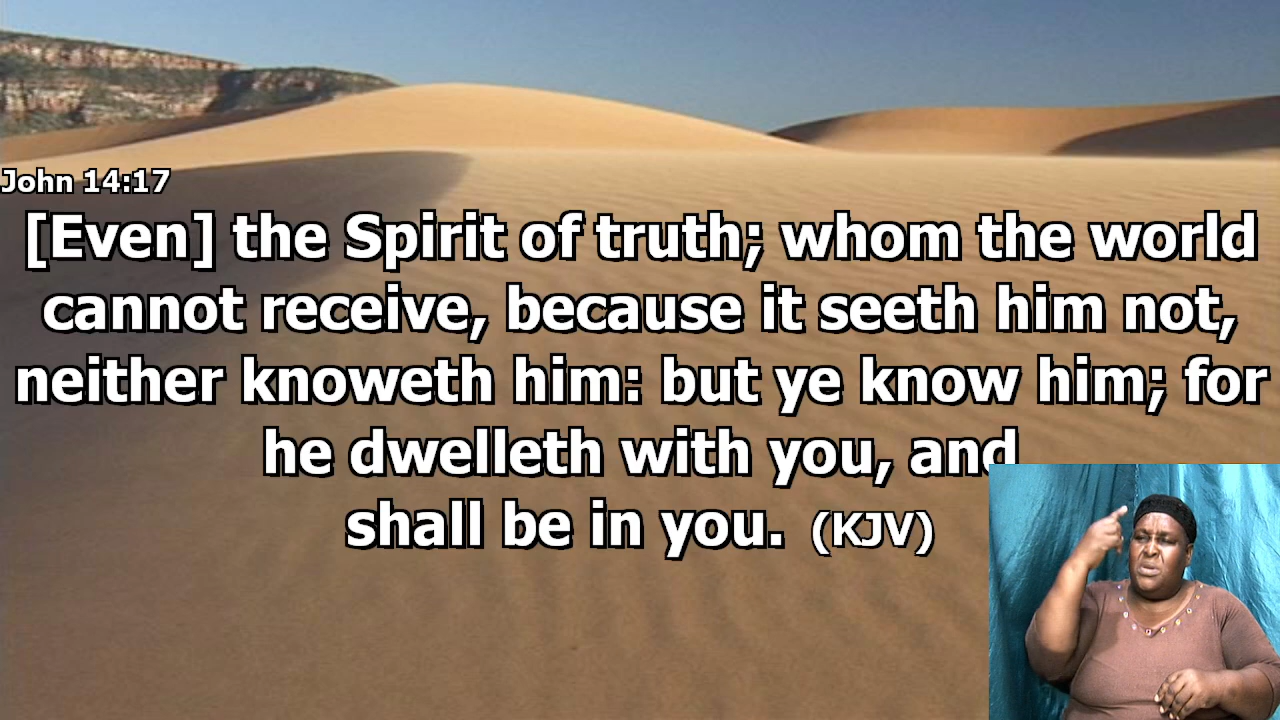 John 14:17
[Even] the Spirit of truth; whom the world
cannot receive, because it seeth him not,
neither knoweth him: but ye know him; for
he dwelleth with you, and
shall be in you. (KJV)